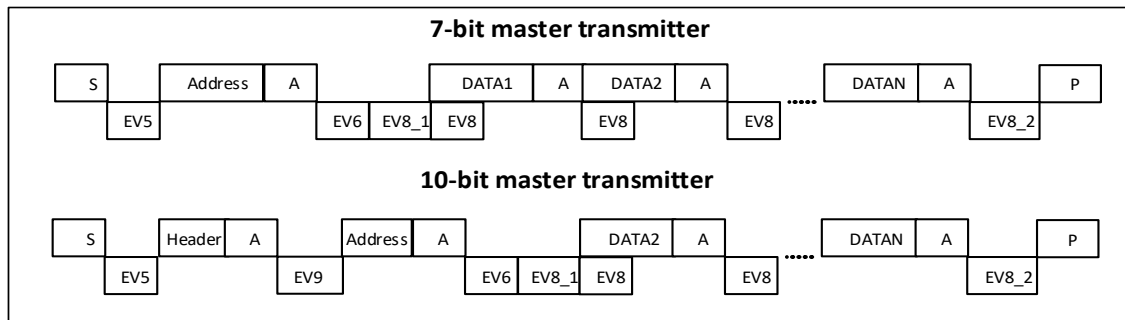 7-bit master transmitter
S Address A DATA1 A DATA2 A ..... DATAN A P
EV5 EV6 EV8_1 EV8 EV8 EV8 EV8_2
10-bit master transmitter
S Header A Address A DATA2 A ..... DATAN A P
EV5 EV9 EV6 EV8_1 EV8 EV8 EV8_2